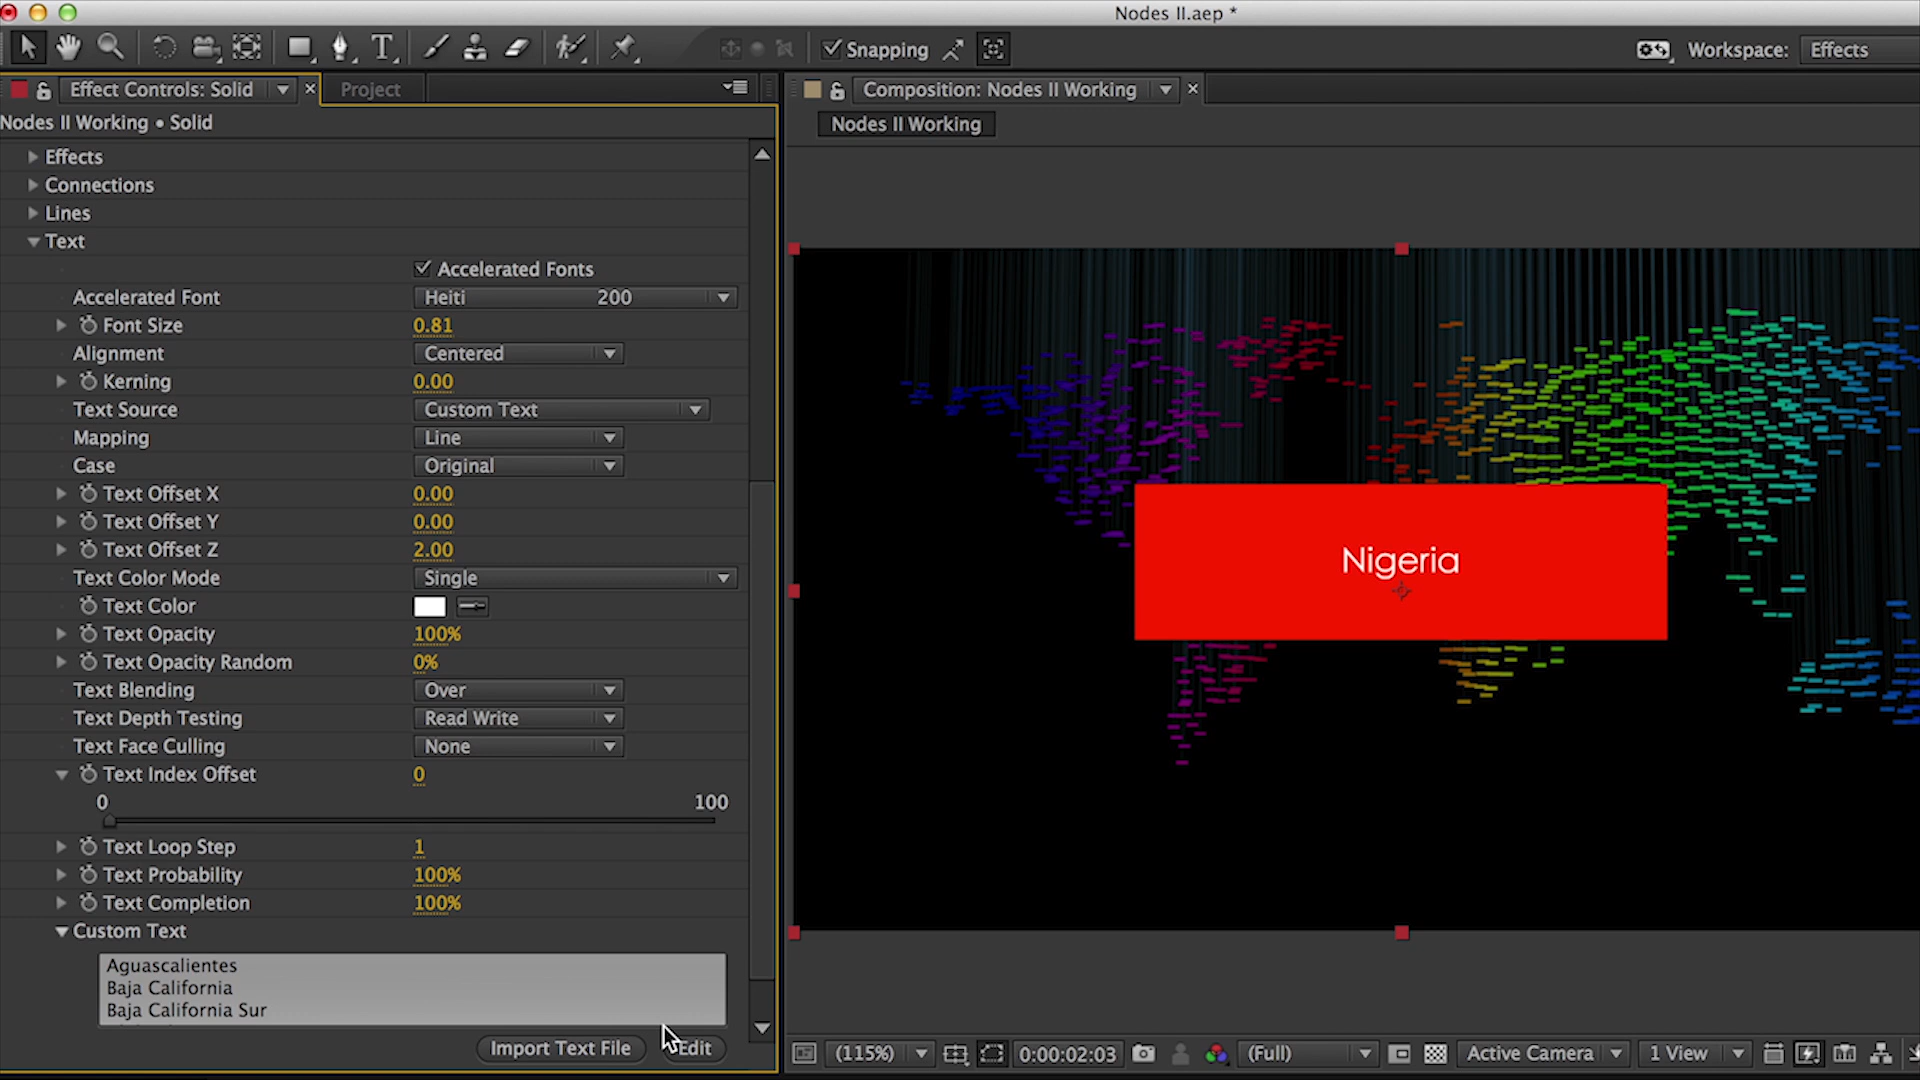 Nodes II.aep *
Snapping
Workspace:
Effects
Effect Controls: Solid
Project
Composition: Nodes II Working
Nodes II Working • Solid
Nodes II Working
Effects
Connections
Lines
Text
Accelerated Fonts
Accelerated Font
Heiti 200
Font Size
0.81
Alignment
Centered
Kerning
0.00
Text Source
Custom Text
Mapping
Line
Case
Original
Text Offset X
0.00
Text Offset Y
0.00
Text Offset Z
2.00
Text Color Mode
Single
Text Color
Text Opacity
100%
Text Opacity Random
0%
Text Blending
Over
Text Depth Testing
Read Write
Text Face Culling
None
Text Index Offset
0
0
100
Text Loop Step
1
Text Probability
100%
Text Completion
100%
Custom Text
Aguascalientes
Baja California
Baja California Sur
Import Text File
Edit
Nigeria
(115%)
0:00:02:03
(Full)
Active Camera
1 View